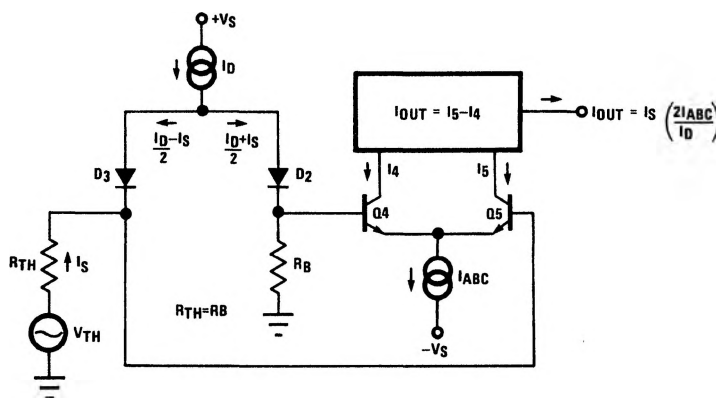 +VS
ID
IOUT = I5–I4
IOUT = IS (2IABC/ID)
ID/2–IS
ID/2+IS
D3
D2
I4
I5
Q4
Q5
RTH
IS
RB
IABC
RTH=RB
VTH
–VS